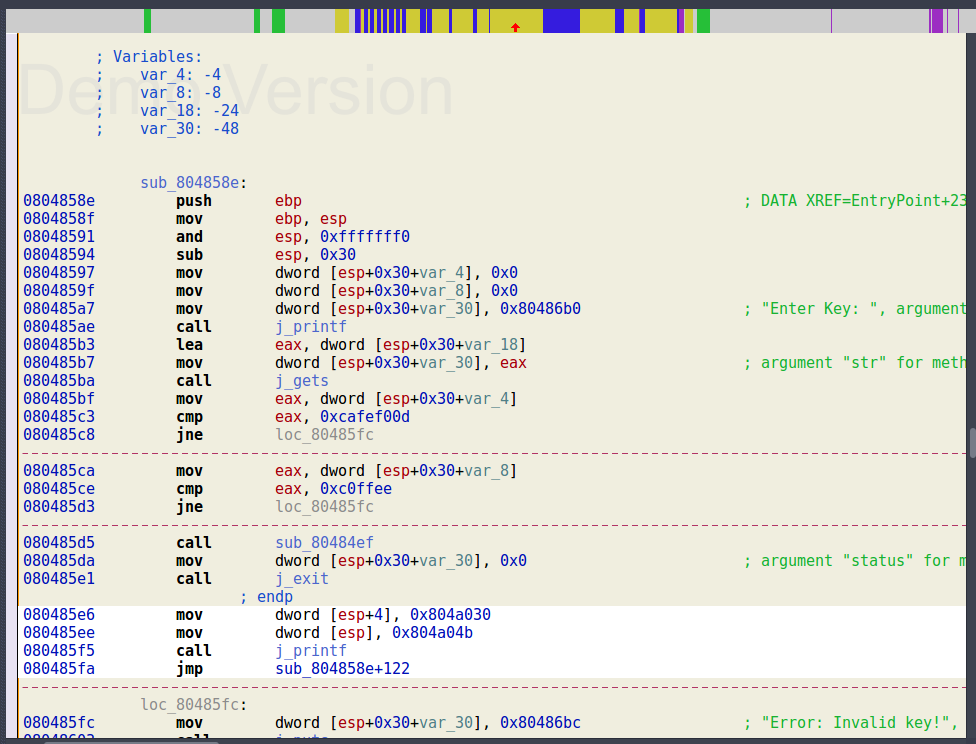 Demo Version
; Variables:
;    var_4: -4
;    var_8: -8
;    var_18: -24
;    var_30: -48
sub_804858e:
0804858e push ebp ; DATA XREF=EntryPoint+23
0804858f mov ebp, esp
08048591 and esp, 0xfffffff0
08048594 sub esp, 0x30
08048597 mov dword [esp+0x30+var_4], 0x0
0804859f mov dword [esp+0x30+var_8], 0x0
080485a7 mov dword [esp+0x30+var_30], 0x80486b0 ; "Enter Key: ", argument
080485ae call j_printf
080485b3 lea eax, dword [esp+0x30+var_18]
080485b7 mov dword [esp+0x30+var_30], eax ; argument "str" for meth
080485ba call j_gets
080485bf mov eax, dword [esp+0x30+var_4]
080485c3 cmp eax, 0xcafef00d
080485c8 jne loc_80485fc
080485ca mov eax, dword [esp+0x30+var_8]
080485ce cmp eax, 0xc0ffee
080485d3 jne loc_80485fc
080485d5 call sub_80484ef
080485da mov dword [esp+0x30+var_30], 0x0 ; argument "status" for m
080485e1 call j_exit
; endp
080485e6 mov dword [esp+4], 0x804a030
080485ee mov dword [esp], 0x804a04b
080485f5 call j_printf
080485fa jmp sub_804858e+122
loc_80485fc:
080485fc mov dword [esp+0x30+var_30], 0x80486bc ; "Error: Invalid key!",